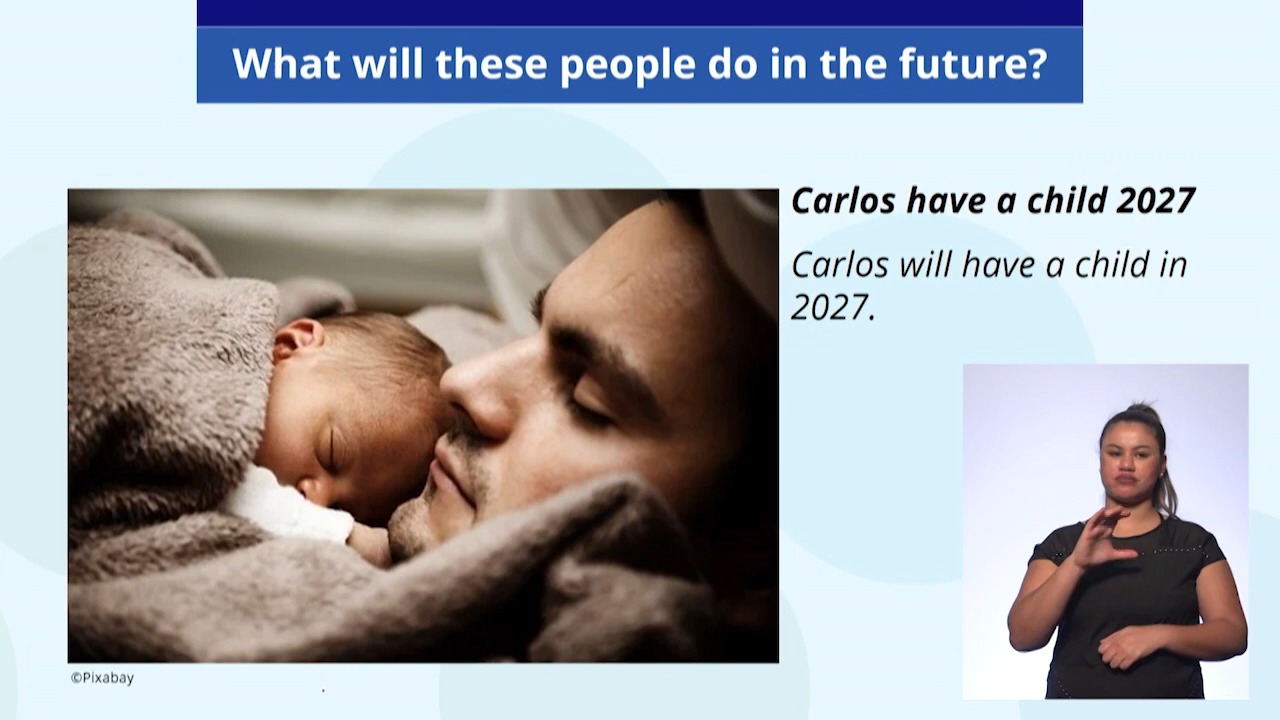 What will these people do in the future?
Carlos have a child 2027
Carlos will have a child in
2027.
©Pixabay